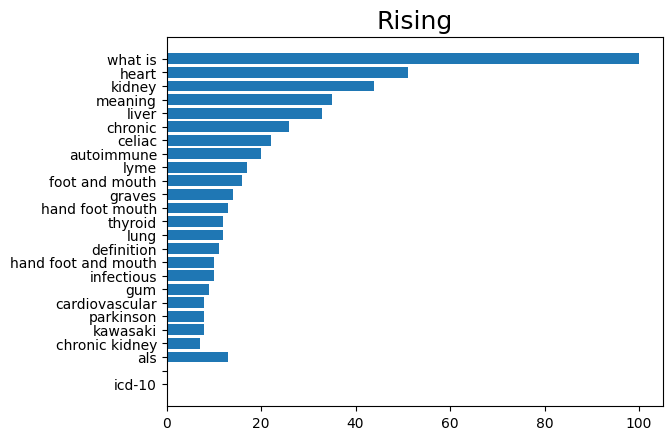 Rising
what is
heart
kidney
meaning
liver
chronic
celiac
autoimmune
lyme
foot and mouth
graves
hand foot mouth
thyroid
lung
definition
hand foot and mouth
infectious
gum
cardiovascular
parkinson
kawasaki
chronic kidney
als
icd-10
0 20 40 60 80 100